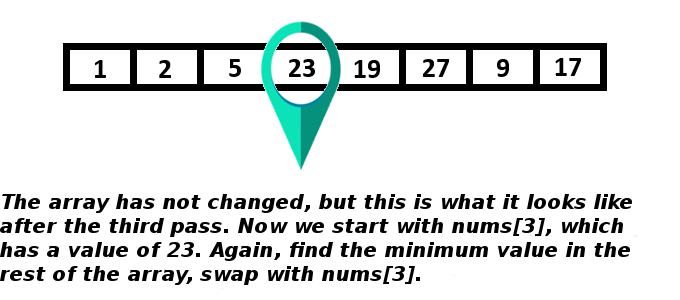 1 2 5 23 19 27 9 17
The array has not changed, but this is what it looks like
after the third pass. Now we start with nums[3], which
has a value of 23. Again, find the minimum value in the
rest of the array, swap with nums[3].